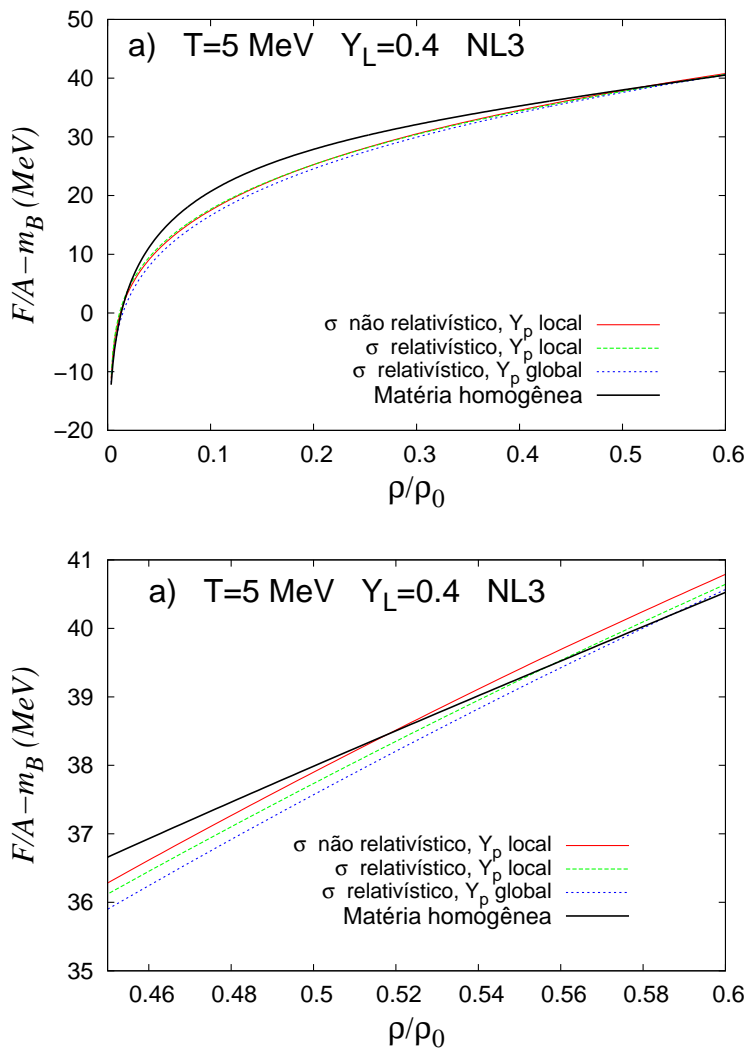 a) T=5 MeV Y_L=0.4 NL3
F/A−m_B (MeV)
50
40
30
20
10
0
−10
−20
σ não relativístico, Y_p local
σ relativístico, Y_p local
σ relativístico, Y_p global
Matéria homogênea
0 0.1 0.2 0.3 0.4 0.5 0.6
ρ/ρ_0
a) T=5 MeV Y_L=0.4 NL3
F/A−m_B (MeV)
41
40
39
38
37
36
35
σ não relativístico, Y_p local
σ relativístico, Y_p local
σ relativístico, Y_p global
Matéria homogênea
0.46 0.48 0.5 0.52 0.54 0.56 0.58 0.6
ρ/ρ_0